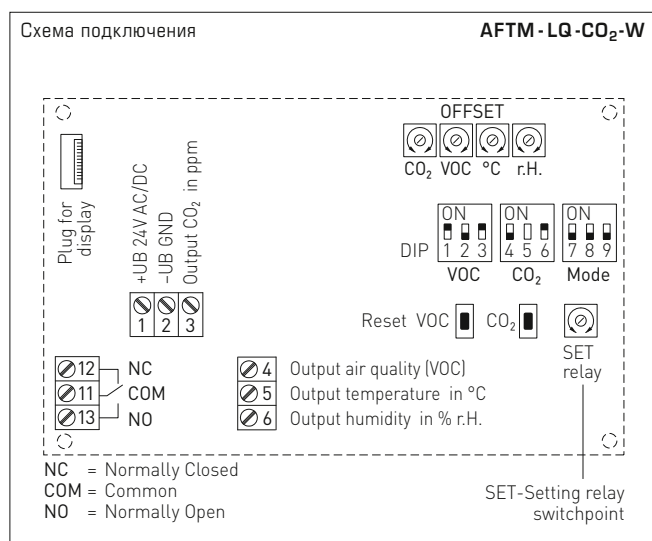 Схема подключения
AFTM-LQ-CO₂-W
OFFSET
CO₂ VOC °C r.H.
Plug for
display
+UB 24V AC/DC
–UB GND
Output CO₂ in ppm
1 2 3
ON ON ON
DIP 1 2 3 4 5 6 7 8 9
VOC CO₂ Mode
Reset VOC CO₂
SET
relay
12 NC
11 COM
13 NO
4 Output air quality (VOC)
5 Output temperature in °C
6 Output humidity in % r.H.
NC = Normally Closed
COM = Common
NO = Normally Open
SET-Setting relay
switchpoint